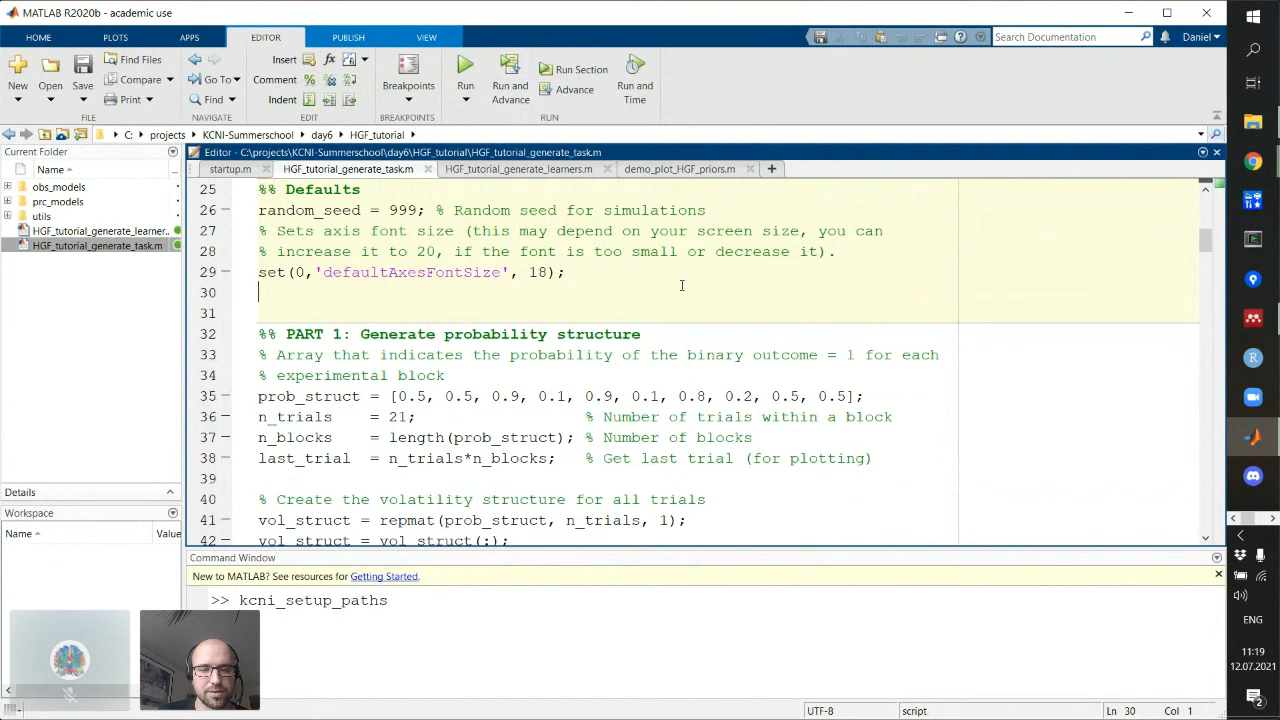 MATLAB R2020b - academic use
HOME PLOTS APPS EDITOR PUBLISH VIEW
Search Documentation
Daniel
New Open Save
Find Files
Compare
Print
FILE
Go To
Find
NAVIGATE
Insert
Comment
Indent
EDIT
Breakpoints
BREAKPOINTS
Run
Run and Advance
Run Section
Advance
Run and Time
RUN
C: projects KCNI-Summerschool day6 HGF_tutorial
Current Folder
Name
obs_models
prc_models
utils
HGF_tutorial_generate_learner...
HGF_tutorial_generate_task.m
Details
Workspace
Name Value
Editor - C:\projects\KCNI-Summerschool\day6\HGF_tutorial\HGF_tutorial_generate_task.m
startup.m HGF_tutorial_generate_task.m HGF_tutorial_generate_learners.m demo_plot_HGF_priors.m
25 %% Defaults
26 random_seed = 999; % Random seed for simulations
27 % Sets axis font size (this may depend on your screen size, you can
28 % increase it to 20, if the font is too small or decrease it).
29 set(0,'defaultAxesFontSize', 18);
30
31
32 %% PART 1: Generate probability structure
33 % Array that indicates the probability of the binary outcome = 1 for each
34 % experimental block
35 prob_struct = [0.5, 0.5, 0.9, 0.1, 0.9, 0.1, 0.8, 0.2, 0.5, 0.5];
36 n_trials = 21; % Number of trials within a block
37 n_blocks = length(prob_struct); % Number of blocks
38 last_trial = n_trials*n_blocks; % Get last trial (for plotting)
39
40 % Create the volatility structure for all trials
41 vol_struct = repmat(prob_struct, n_trials, 1);
42 vol_struct = vol_struct(:);
Command Window
New to MATLAB? See resources for Getting Started.
>> kcni_setup_paths
UTF-8 script Ln 30 Col 1
ENG
11:19
12.07.2021
2